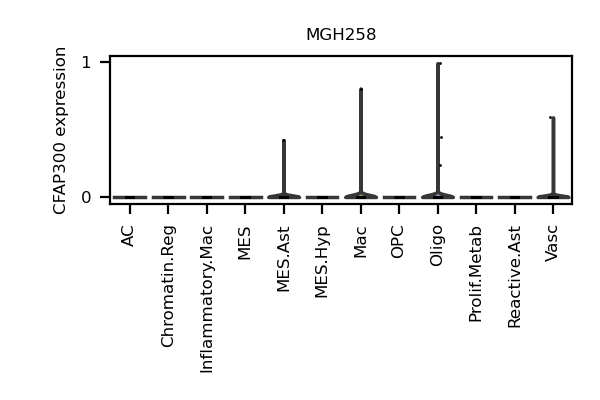 MGH258
CFAP300 expression
1
0
AC
Chromatin.Reg
Inflammatory.Mac
MES
MES.Ast
MES.Hyp
Mac
OPC
Oligo
Prolif.Metab
Reactive.Ast
Vasc